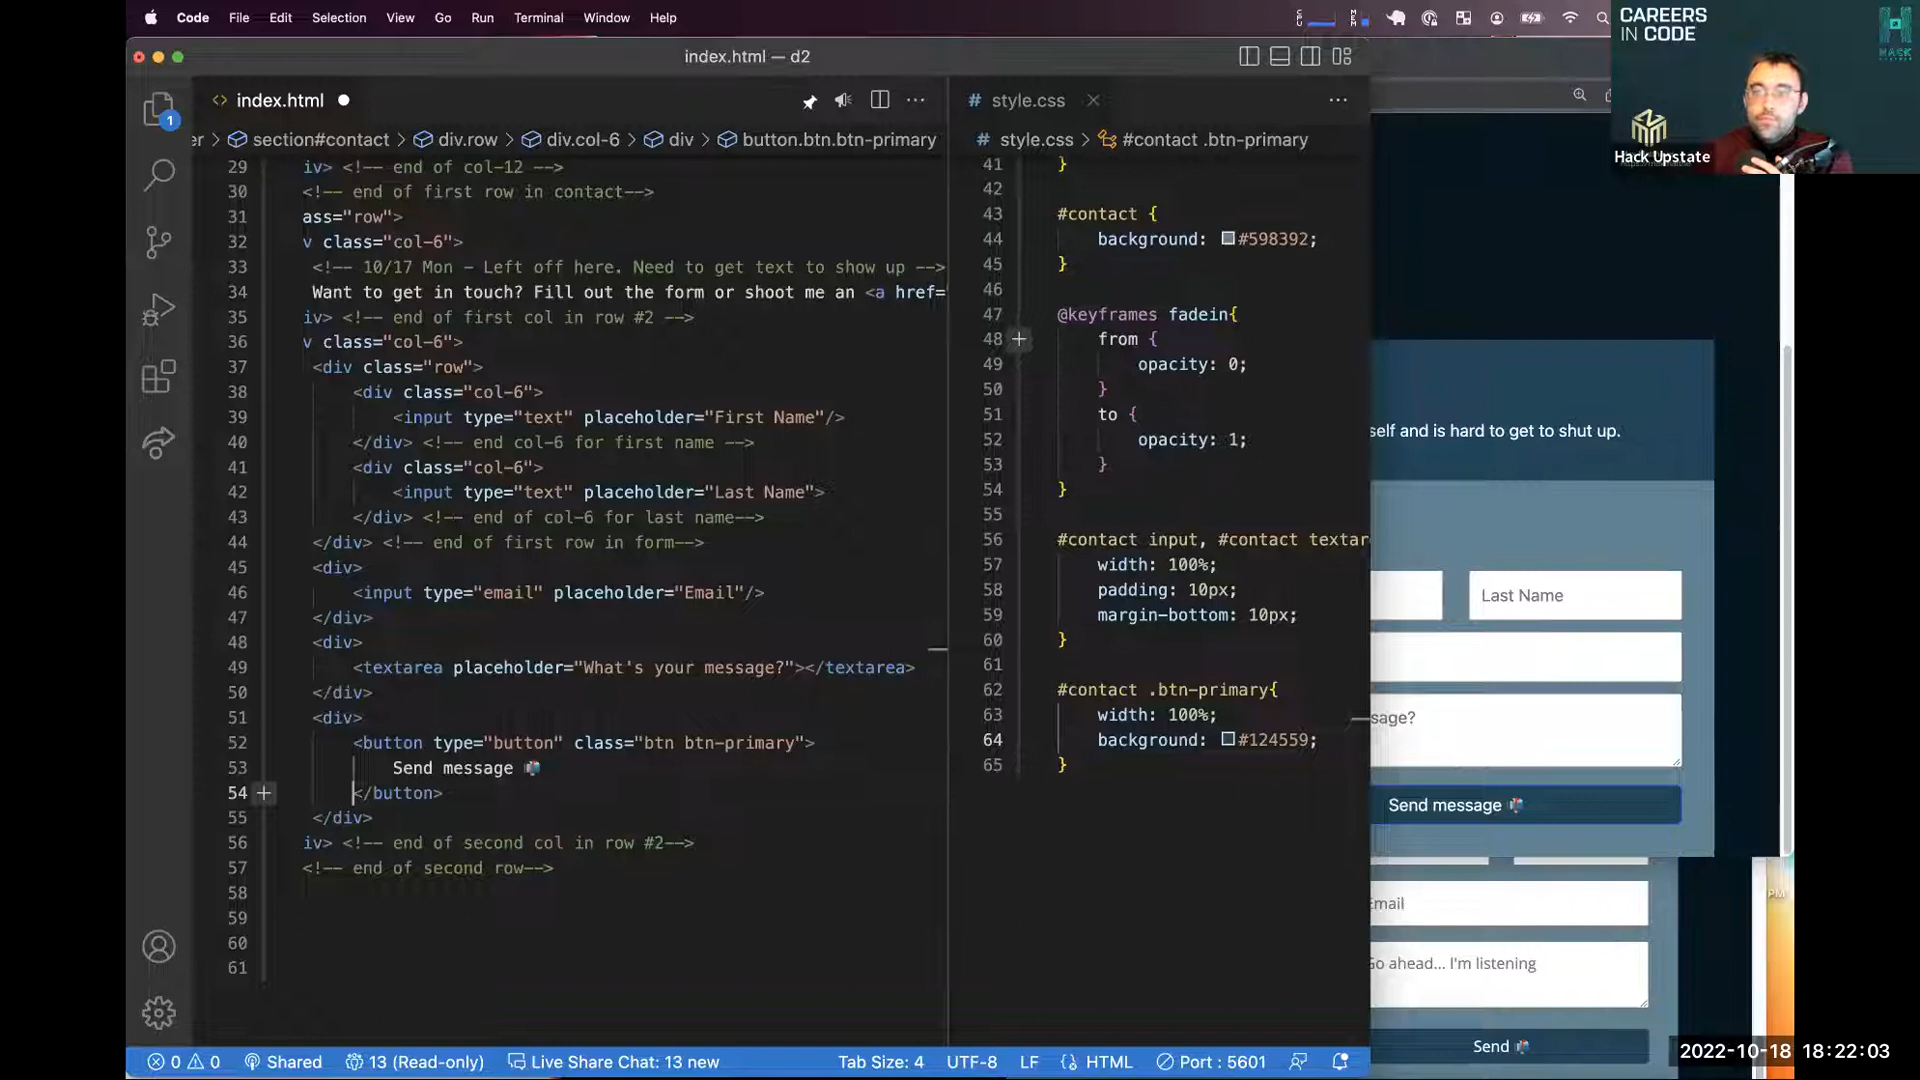 Code File Edit Selection View Go Run Terminal Window Help
CAREERS
IN CODE
HACK
Hack Upstate
index.html — d2
index.html
style.css
er > section#contact > div.row > div.col-6 > div > button.btn.btn-primary
style.css > #contact .btn-primary
1
29 iv> <!-- end of col-12 -->
30 <!-- end of first row in contact-->
31 ass="row">
32 v class="col-6">
33 <!-- 10/17 Mon - Left off here. Need to get text to show up -->
34 Want to get in touch? Fill out the form or shoot me an <a href="
35 iv> <!-- end of first col in row #2 -->
36 v class="col-6">
37 <div class="row">
38 <div class="col-6">
39 <input type="text" placeholder="First Name"/>
40 </div> <!-- end col-6 for first name -->
41 <div class="col-6">
42 <input type="text" placeholder="Last Name">
43 </div> <!-- end of col-6 for last name-->
44 </div> <!-- end of first row in form-->
45 <div>
46 <input type="email" placeholder="Email"/>
47 </div>
48 <div>
49 <textarea placeholder="What's your message?"></textarea>
50 </div>
51 <div>
52 <button type="button" class="btn btn-primary">
53 Send message 📬
54 </button>
55 </div>
56 iv> <!-- end of second col in row #2-->
57 <!-- end of second row-->
58
59
60
61
41 }
42
43 #contact {
44 background: #598392;
45 }
46
47 @keyframes fadein{
48 from {
49 opacity: 0;
50 }
51 to {
52 opacity: 1;
53 }
54 }
55
56 #contact input, #contact textar
57 width: 100%;
58 padding: 10px;
59 margin-bottom: 10px;
60 }
61
62 #contact .btn-primary{
63 width: 100%;
64 background: #124559;
65 }
self and is hard to get to shut up.
Last Name
sage?
Send message 📬
PM
Email
Go ahead... I'm listening
Send 📬
0 0 Shared 13 (Read-only) Live Share Chat: 13 new Tab Size: 4 UTF-8 LF {} HTML Port : 5601
2022-10-18 18:22:03